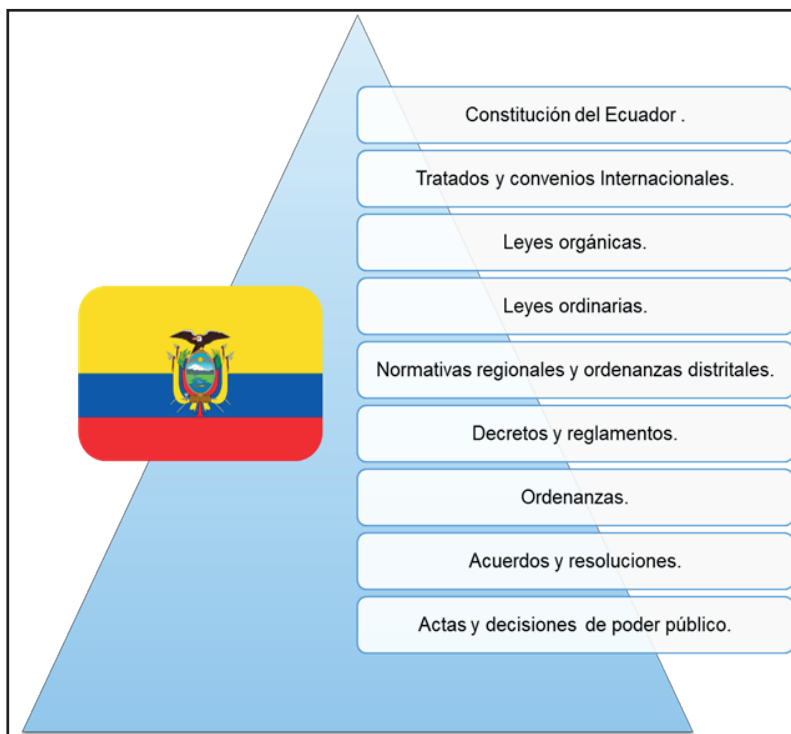 Constitución del Ecuador .
Tratados y convenios Internacionales.
Leyes orgánicas.
Leyes ordinarias.
Normativas regionales y ordenanzas distritales.
Decretos y reglamentos.
Ordenanzas.
Acuerdos y resoluciones.
Actas y decisiones de poder público.